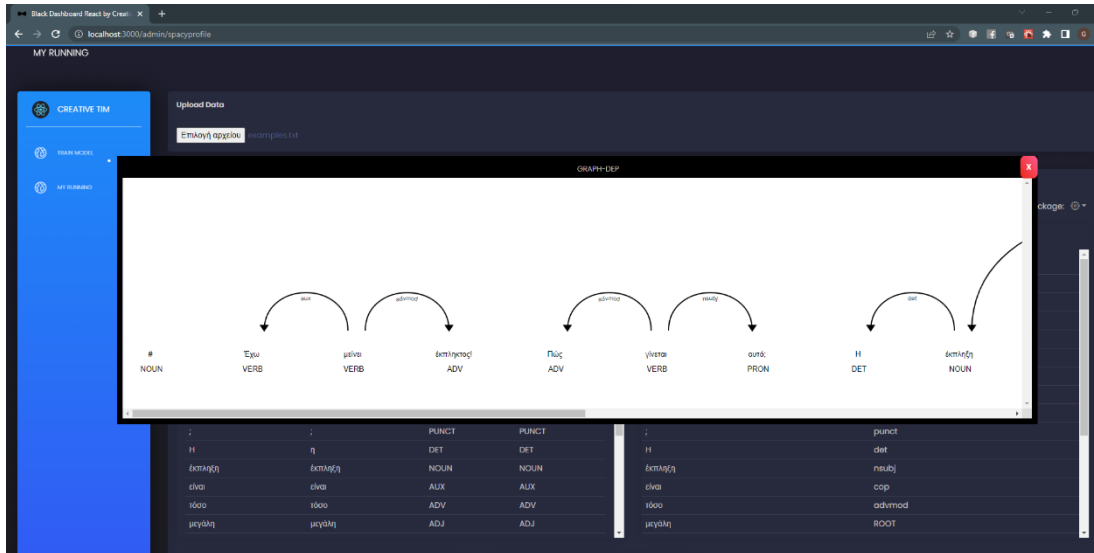 Black Dashboard React by Creati
localhost:3000/admin/spacyprofile
MY RUNNING
CREATIVE TIM
TRAIN MODEL
MY RUNNING
Upload Data
Επιλογή αρχείου examples.txt
GRAPH-DEP
x
ckage:
aux advmod advmod nsubj det
# Έχω μείνει έκπληκτος! Πώς γίνεται αυτό; Η έκπληξη
NOUN VERB VERB ADV ADV VERB PRON DET NOUN
; ; PUNCT PUNCT ; punct
Η η DET DET Η det
έκπληξη έκπληξη NOUN NOUN έκπληξη nsubj
είναι είναι AUX AUX είναι cop
τόσο τόσο ADV ADV τόσο advmod
μεγάλη μεγάλη ADJ ADJ μεγάλη ROOT